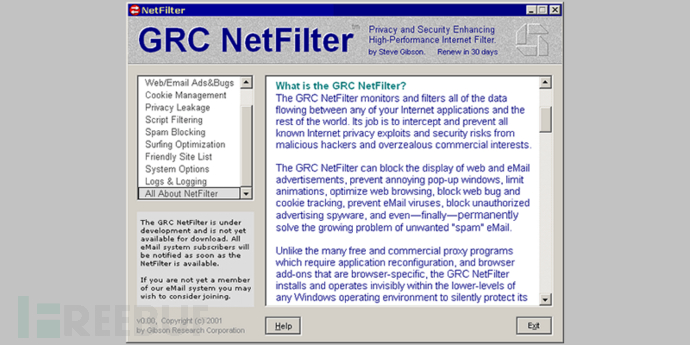 NetFilter
GRC NetFilter™
Privacy and Security Enhancing
High-Performance Internet Filter.
by Steve Gibson. Renew in 30 days
Web/Email Ads&Bugs
Cookie Management
Privacy Leakage
Script Filtering
Spam Blocking
Surfing Optimization
Friendly Site List
System Options
Logs & Logging
All About NetFilter
The GRC NetFilter is under
development and is not yet
available for download. All
eMail system subscribers will
be notified as soon as the
NetFilter is available.
If you are not yet a member
of our eMail system you may
wish to consider joining.
v0.00, Copyright (c) 2001
by Gibson Research Corporation
What is the GRC NetFilter?
The GRC NetFilter monitors and filters all of the data
flowing between any of your Internet applications and the
rest of the world. Its job is to intercept and prevent all
known Internet privacy exploits and security risks from
malicious hackers and overzealous commercial interests.
The GRC NetFilter can block the display of web and eMail
advertisements, prevent annoying pop-up windows, limit
animations, optimize web browsing, block web bug and
cookie tracking, prevent eMail viruses, block unauthorized
advertising spyware, and even—finally—permanently
solve the growing problem of unwanted "spam" eMail.
Unlike the many free and commercial proxy programs
which require application reconfiguration, and browser
add-ons that are browser-specific, the GRC NetFilter
installs and operates invisibly within the lower-levels of
any Windows operating environment to silently protect its
Help
Exit
FREEBUF